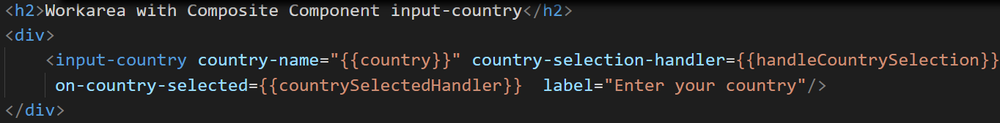 <h2>Workarea with Composite Component input-country</h2>
<div>
<input-country country-name="{{country}}" country-selection-handler={{handleCountrySelection}}
on-country-selected={{countrySelectedHandler}} label="Enter your country"/>
</div>